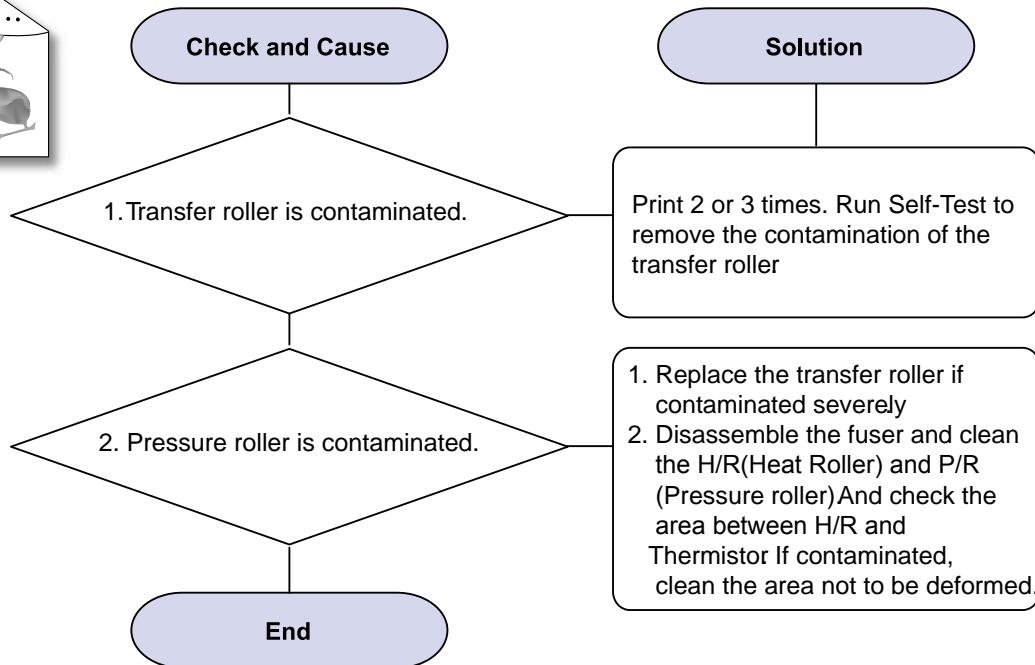 Check and Cause
Solution
1. Transfer roller is contaminated.
Print 2 or 3 times. Run Self-Test to
remove the contamination of the
transfer roller
2. Pressure roller is contaminated.
1. Replace the transfer roller if
contaminated severely
2. Disassemble the fuser and clean
the H/R(Heat Roller) and P/R
(Pressure roller) And check the
area between H/R and
Thermistor. If contaminated,
clean the area not to be deformed.
End